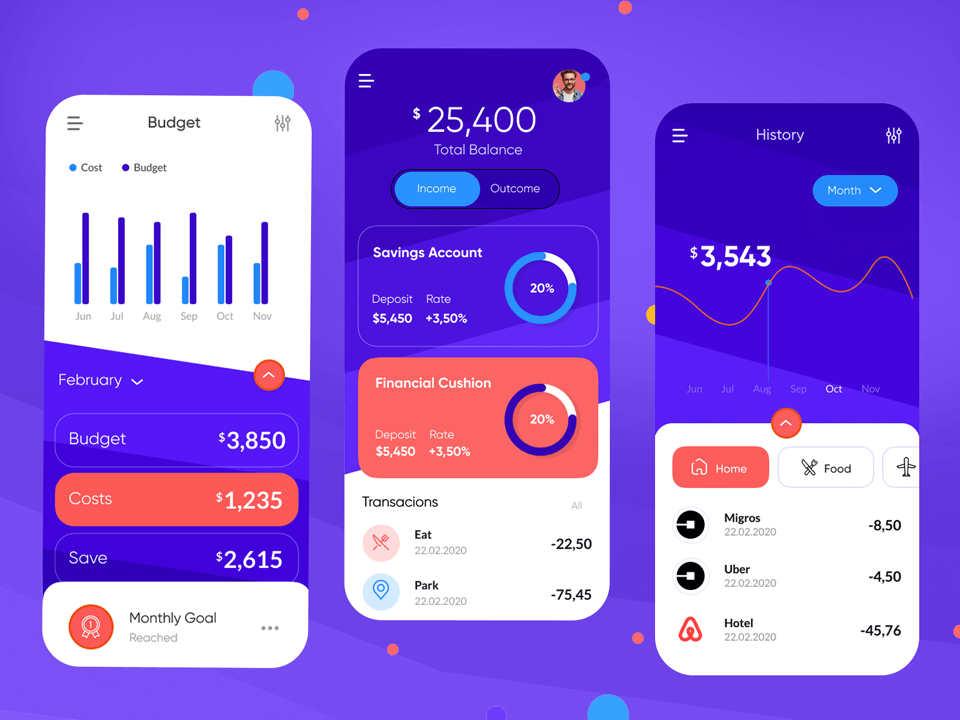 Budget
Cost Budget
Jun Jul Aug Sep Oct Nov
February
Budget $3,850
Costs $1,235
Save $2,615
1
Monthly Goal
Reached
$25,400
Total Balance
Income Outcome
Savings Account
20%
Deposit Rate
$5,450 +3,50%
Financial Cushion
20%
Deposit Rate
$5,450 +3,50%
Transacions All
Eat
22.02.2020
-22,50
Park
22.02.2020
-75,45
History
Month
$3,543
Jun Jul Aug Sep Oct Nov
Home Food
Migros
22.02.2020
-8,50
Uber
22.02.2020
-4,50
Hotel
22.02.2020
-45,76